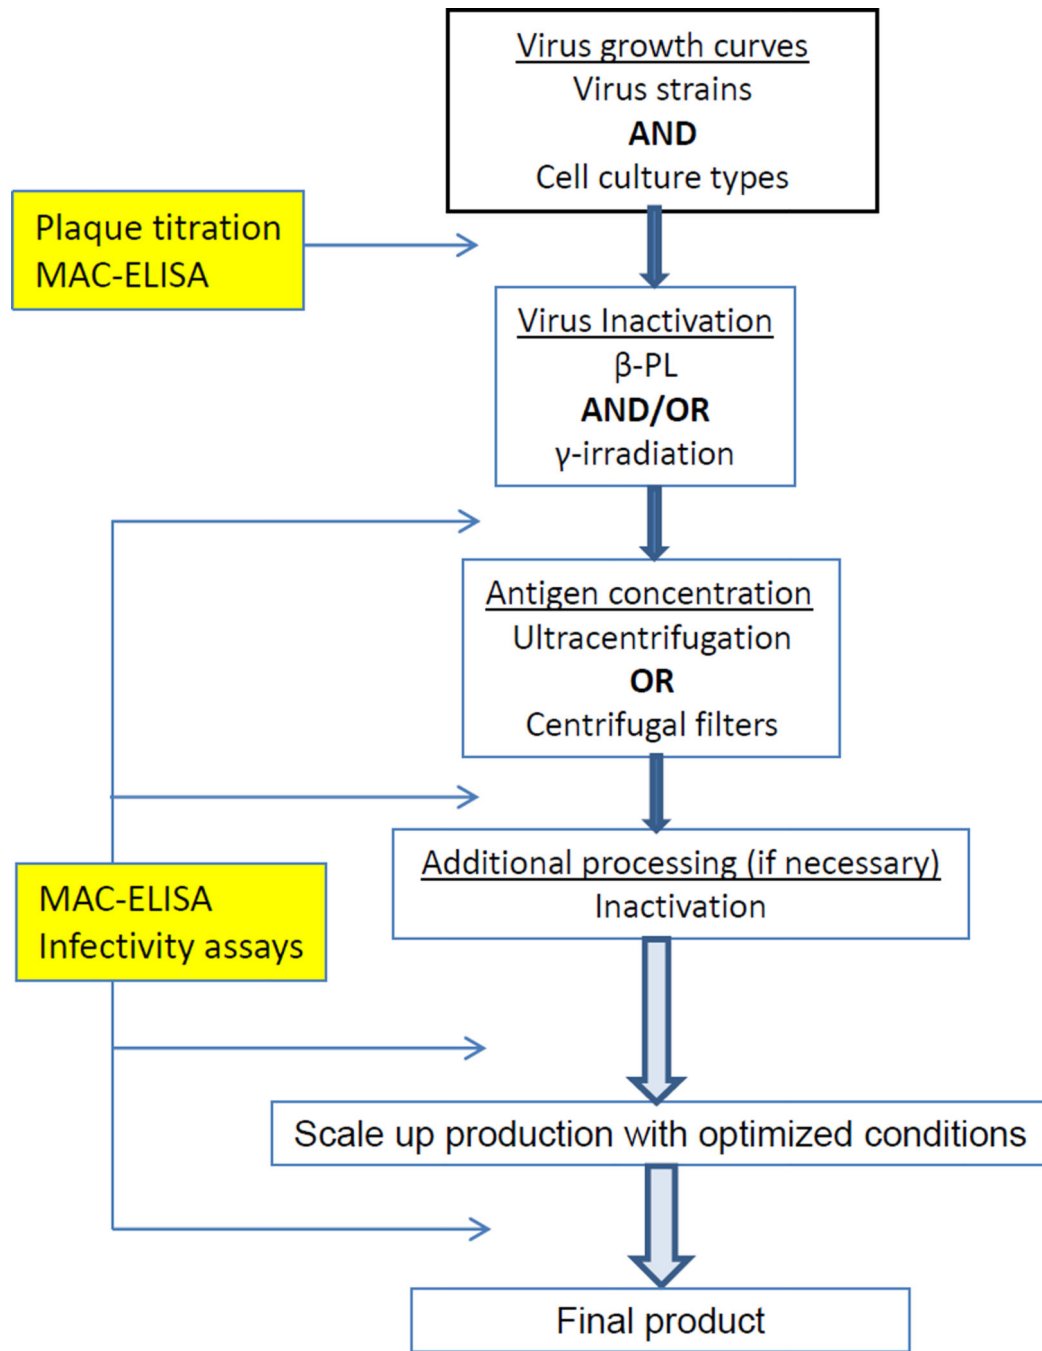 Virus growth curves
Virus strains
AND
Cell culture types
Plaque titration
MAC-ELISA
Virus Inactivation
β-PL
AND/OR
γ-irradiation
Antigen concentration
Ultracentrifugation
OR
Centrifugal filters
Additional processing (if necessary)
Inactivation
MAC-ELISA
Infectivity assays
Scale up production with optimized conditions
Final product